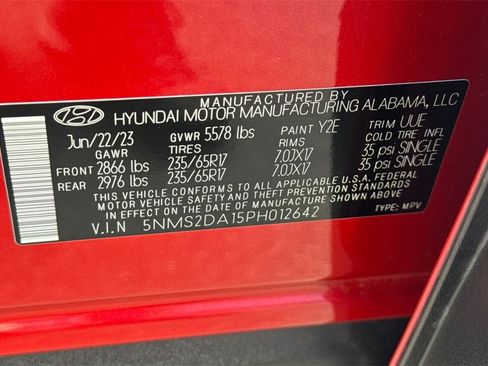 MANUFACTURED BY
HYUNDAI MOTOR MANUFACTURING ALABAMA, LLC
Jun/22/23 GVWR 5578 lbs PAINT Y2E TRIM UUE
GAWR TIRES RIMS COLD TIRE INFL.
FRONT 2866 lbs 235/65R17 7.0JX17 35 psi SINGLE
REAR 2976 lbs 235/65R17 7.0JX17 35 psi SINGLE
THIS VEHICLE CONFORMS TO ALL APPLICABLE U.S.A. FEDERAL
MOTOR VEHICLE SAFETY AND THEFT PREVENTION STANDARDS
IN EFFECT ON THE DATE OF MANUFACTURE SHOWN ABOVE.
V.I.N 5NMS2DA15PH012642 TYPE: MPV